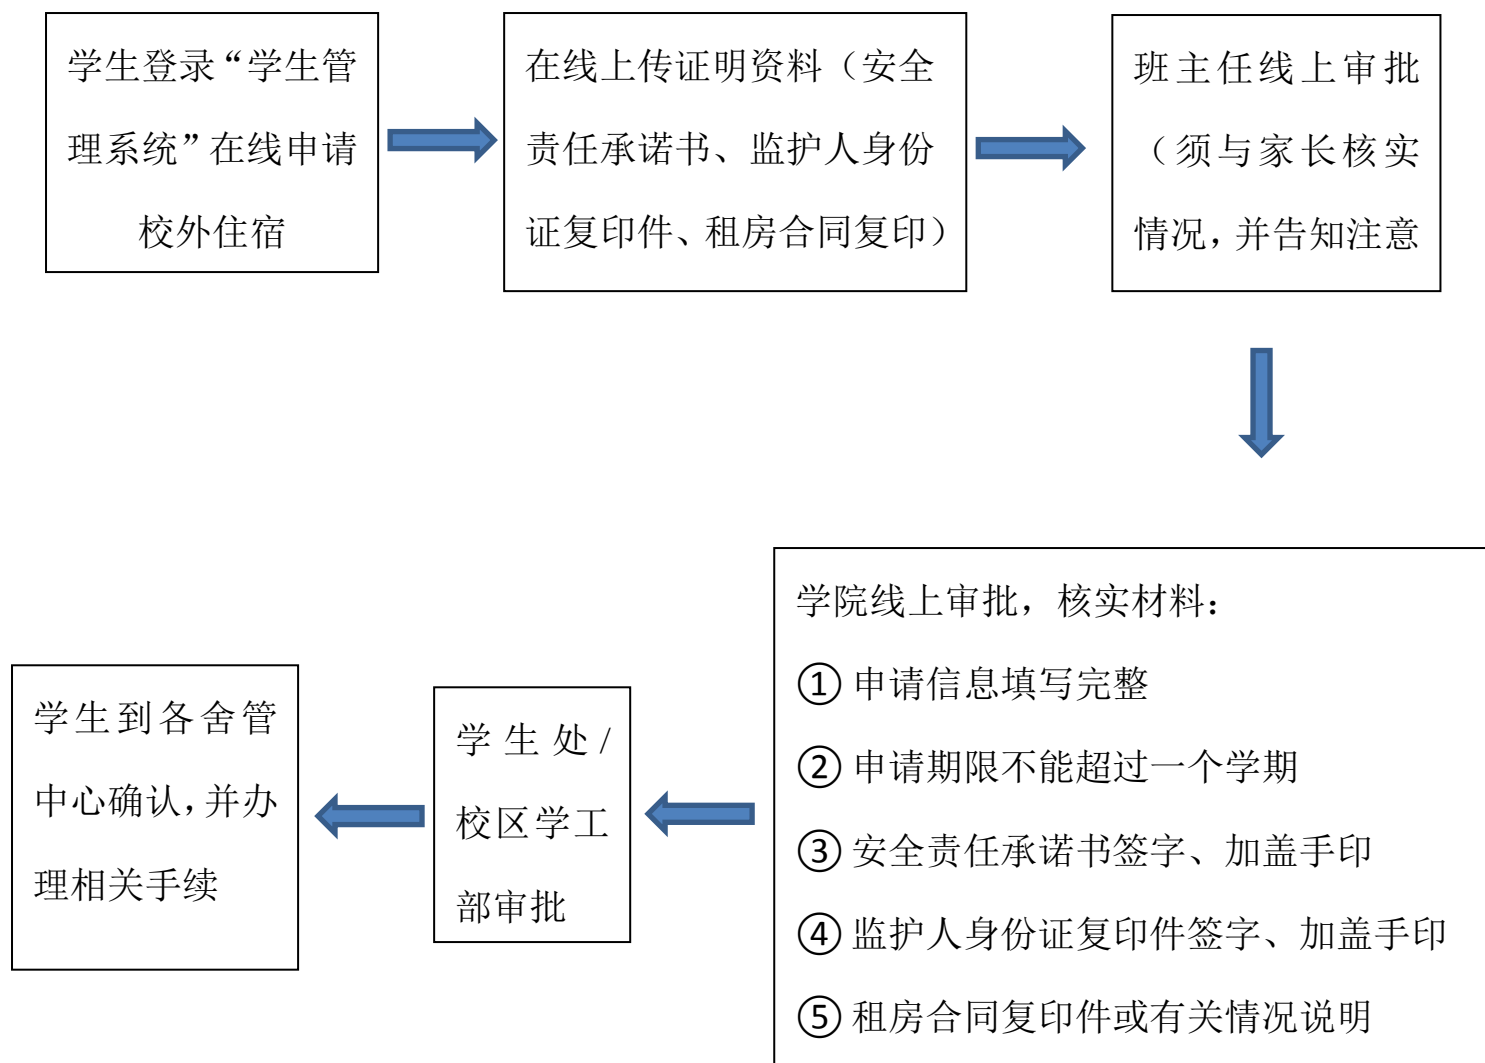 学生登录“学生管
理系统”在线申请
校外住宿
在线上传证明资料（安全
责任承诺书、监护人身份
证复印件、租房合同复印）
班主任线上审批
（须与家长核实
情况，并告知注意
学院线上审批，核实材料：
① 申请信息填写完整
② 申请期限不能超过一个学期
③ 安全责任承诺书签字、加盖手印
④ 监护人身份证复印件签字、加盖手印
⑤ 租房合同复印件或有关情况说明
学生处/
校区学工
部审批
学生到各舍管
中心确认，并办
理相关手续